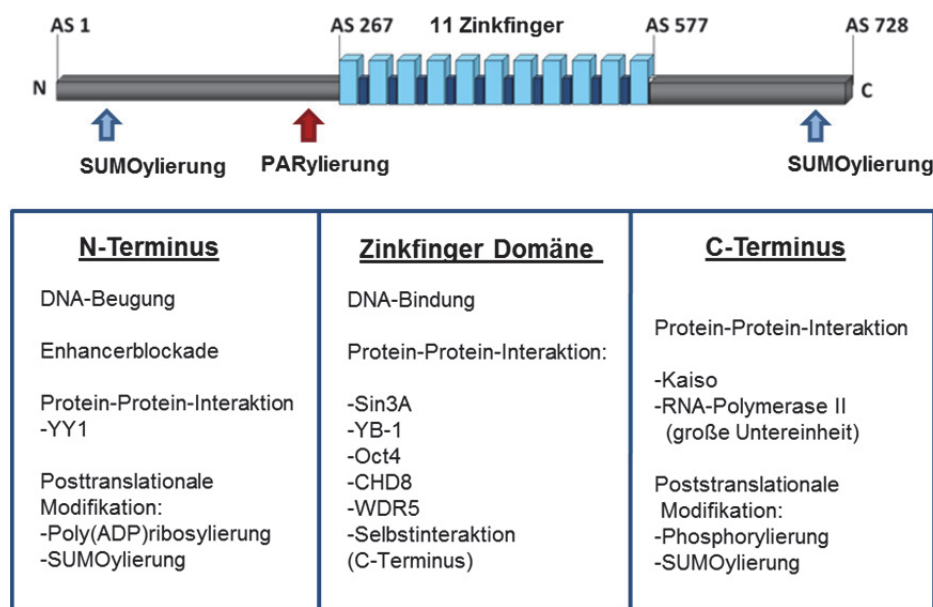 AS 1
AS 267
11 Zinkfinger
AS 577
AS 728
N
C
SUMOylierung
PARylierung
SUMOylierung
N-Terminus
DNA-Beugung
Enhancerblockade
Protein-Protein-Interaktion
-YY1
Posttranslationale
Modifikation:
-Poly(ADP)ribosylierung
-SUMOylierung
Zinkfinger Domäne
DNA-Bindung
Protein-Protein-Interaktion:
-Sin3A
-YB-1
-Oct4
-CHD8
-WDR5
-Selbstinteraktion
(C-Terminus)
C-Terminus
Protein-Protein-Interaktion
-Kaiso
-RNA-Polymerase II
(große Untereinheit)
Poststranslationale
Modifikation:
-Phosphorylierung
-SUMOylierung